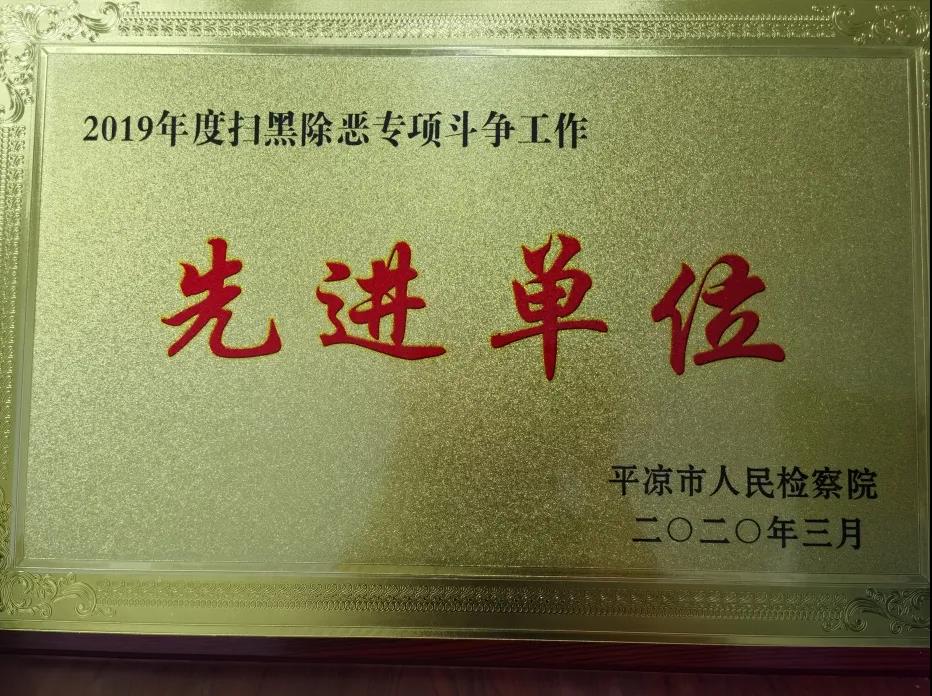 2019年度扫黑除恶专项斗争工作
先进单位
平凉市人民检察院
二〇二〇年三月